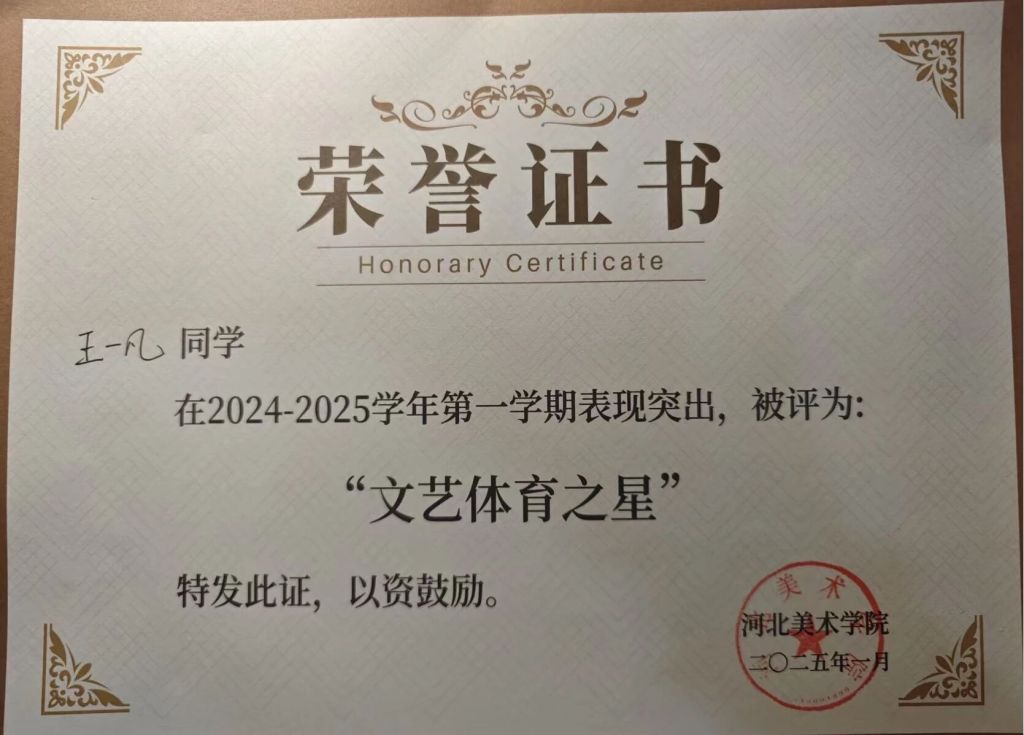 荣誉证书
Honorary Certificate
王一凡 同学
在2024-2025学年第一学期表现突出，被评为:
“文艺体育之星”
特发此证，以资鼓励。
河北美术学院
二〇二五年一月